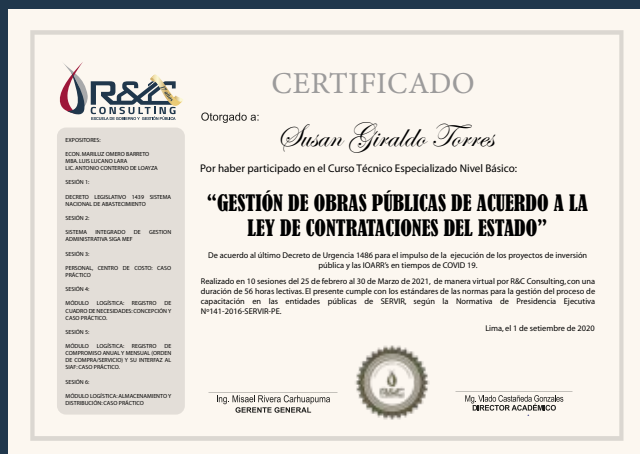 R&C
CONSULTING
ESCUELA DE GOBIERNO Y GESTIÓN PÚBLICA
EXPOSITORES:
ECON. MARILUZ OMERO BARRETO
MBA. LUIS LUCANO LARA
LIC. ANTONIO CONTERNO DE LOAYZA
SESIÓN 1:
DECRETO LEGISLATIVO 1439 SISTEMA
NACIONAL DE ABASTECIMIENTO
SESIÓN 2:
SISTEMA INTEGRADO DE GESTION
ADMINISTRATIVA SIGA MEF
SESIÓN 3:
PERSONAL, CENTRO DE COSTO: CASO
PRÁCTICO
SESIÓN 4:
MÓDULO LOGÍSTICA: REGISTRO DE
CUADRO DE NECESIDADES: CONCEPCIÓN Y
CASO PRÁCTICO.
SESIÓN 5:
MÓDULO LOGÍSTICA: REGISTRO DE
COMPROMISO ANUAL Y MENSUAL (ORDEN
DE COMPRA/SERVICIO) Y SU INTERFAZ AL
SIAF: CASO PRÁCTICO.
SESIÓN 6:
MÓDULO LOGÍSTICA: ALMACENAMIENTO Y
DISTRIBUCIÓN: CASO PRÁCTICO
CERTIFICADO
Otorgado a:
Susan Giraldo Torres
Por haber participado en el Curso Técnico Especializado Nivel Básico:
“GESTIÓN DE OBRAS PÚBLICAS DE ACUERDO A LA
LEY DE CONTRATACIONES DEL ESTADO”
De acuerdo al último Decreto de Urgencia 1486 para el impulso de la ejecución de los proyectos de inversión
pública y las IOARR's en tiempos de COVID 19.
Realizado en 10 sesiones del 25 de febrero al 30 de Marzo de 2021, de manera virtual por R&C Consulting, con una
duración de 56 horas lectivas. El presente cumple con los estándares de las normas para la gestión del proceso de
capacitación en las entidades públicas de SERVIR, según la Normativa de Presidencia Ejecutiva
Nº141-2016-SERVIR-PE.
Lima, el 1 de setiembre de 2020
Ing. Misael Rivera Carhuapuma
GERENTE GENERAL
R&C
Mg. Vlado Castañeda Gonzales
DIRECTOR ACADÉMICO